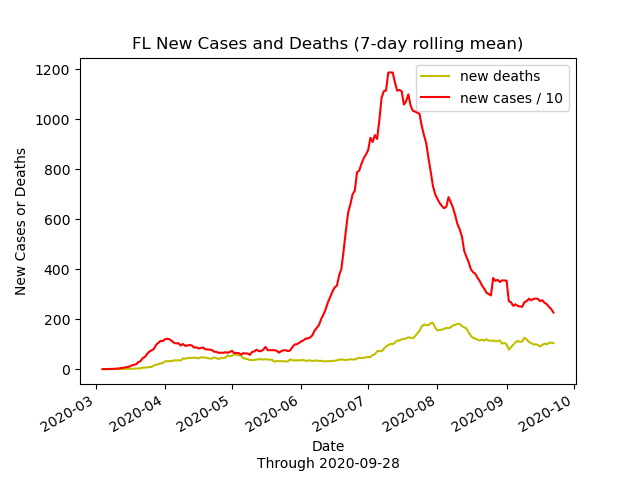 FL New Cases and Deaths (7-day rolling mean)
new deaths
new cases / 10
1200
1000
800
600
400
200
0
New Cases or Deaths
2020-03
2020-04
2020-05
2020-06
2020-07
2020-08
2020-09
2020-10
Date
Through 2020-09-28